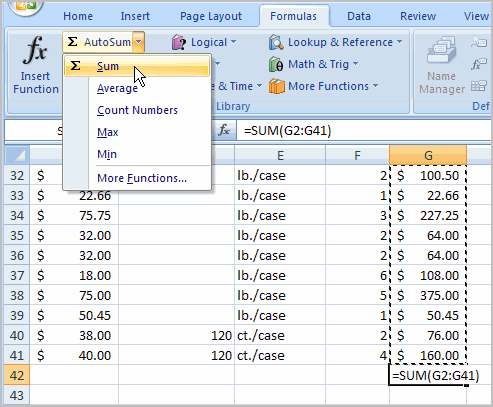 Home Insert Page Layout Formulas Data Review
Σ AutoSum Logical Lookup & Reference
fx Insert Function
Math & Trig
& Time More Functions
Library
Name Manager
Def
Σ Sum
Average
Count Numbers
Max
Min
More Functions...
S fx =SUM(G2:G41)
E F G
32 $ lb./case 2 $ 100.50
33 $ 22.66 lb./case 1 $ 22.66
34 $ 75.75 lb./case 3 $ 227.25
35 $ 32.00 lb./case 2 $ 64.00
36 $ 32.00 lb./case 2 $ 64.00
37 $ 18.00 lb./case 6 $ 108.00
38 $ 75.00 lb./case 5 $ 375.00
39 $ 50.45 lb./case 1 $ 50.45
40 $ 38.00 120 ct./case 2 $ 76.00
41 $ 40.00 120 ct./case 4 $ 160.00
42 =SUM(G2:G41)
43